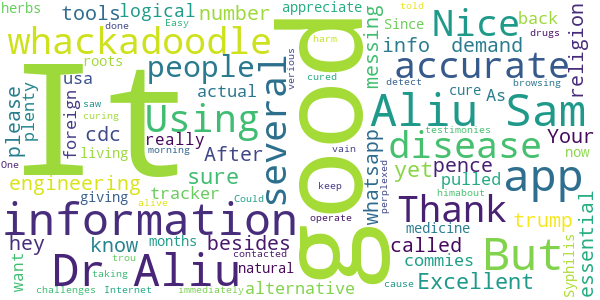 herbs tools logical number appreciate Easy told
whackadoodle Since Nice back messing demand info religion
roots usa done harm cured drugs
please plenty foreign people accurate
It actual several good verious Aliu Sam As cure detect browsing
Using curing saw cdc really After disease Your
living vain Whatsapp yet pence testimonies now
One engineering morning sure app tracker giving keep pulled trump
information besides Thank perplexed himabout
hey alive Could called operate commies essential
want know months contacted medicine But
Dr Aliu natural trou cause Excellent Syphilis
challenges Internet taking immediately alternative